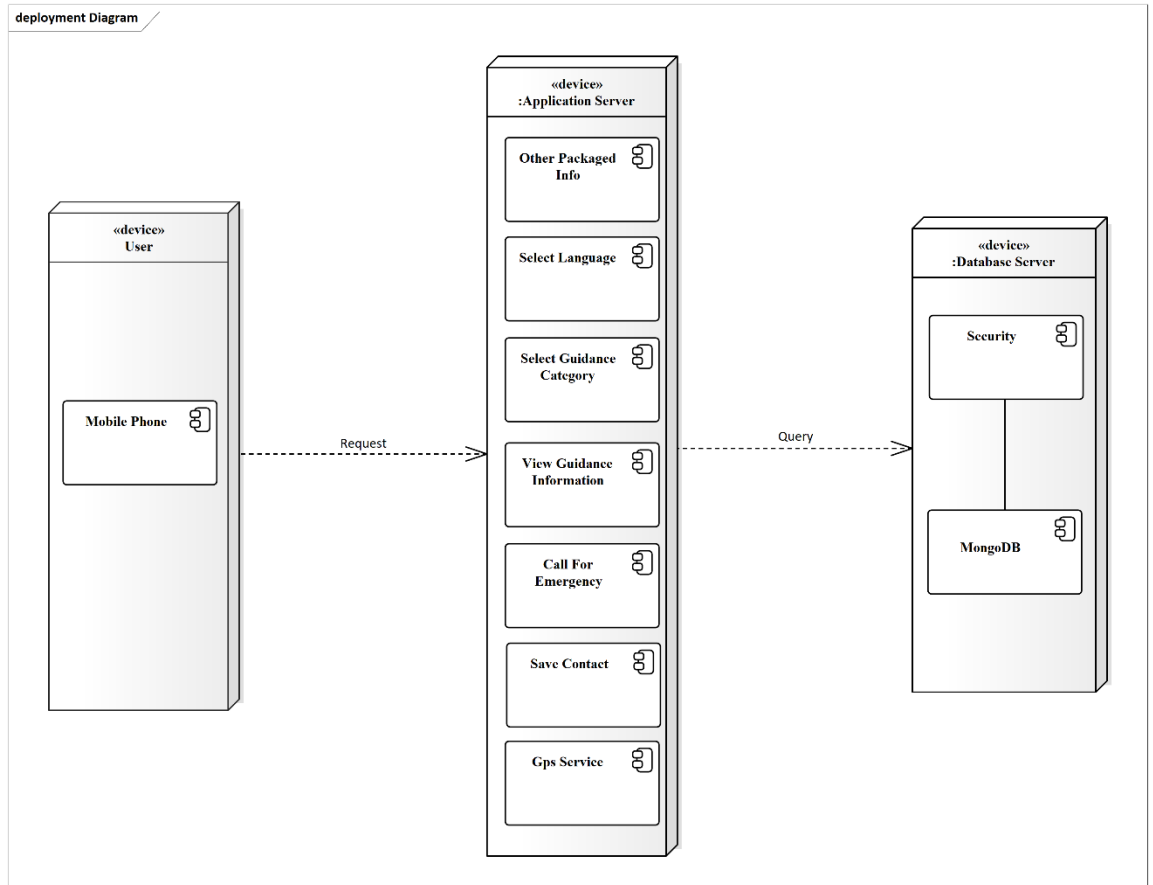 deployment Diagram
«device»
User
Mobile Phone
Request
«device»
:Application Server
Other Packaged
Info
Select Language
Select Guidance
Category
View Guidance
Information
Call For
Emergency
Save Contact
Gps Service
Query
«device»
:Database Server
Security
MongoDB